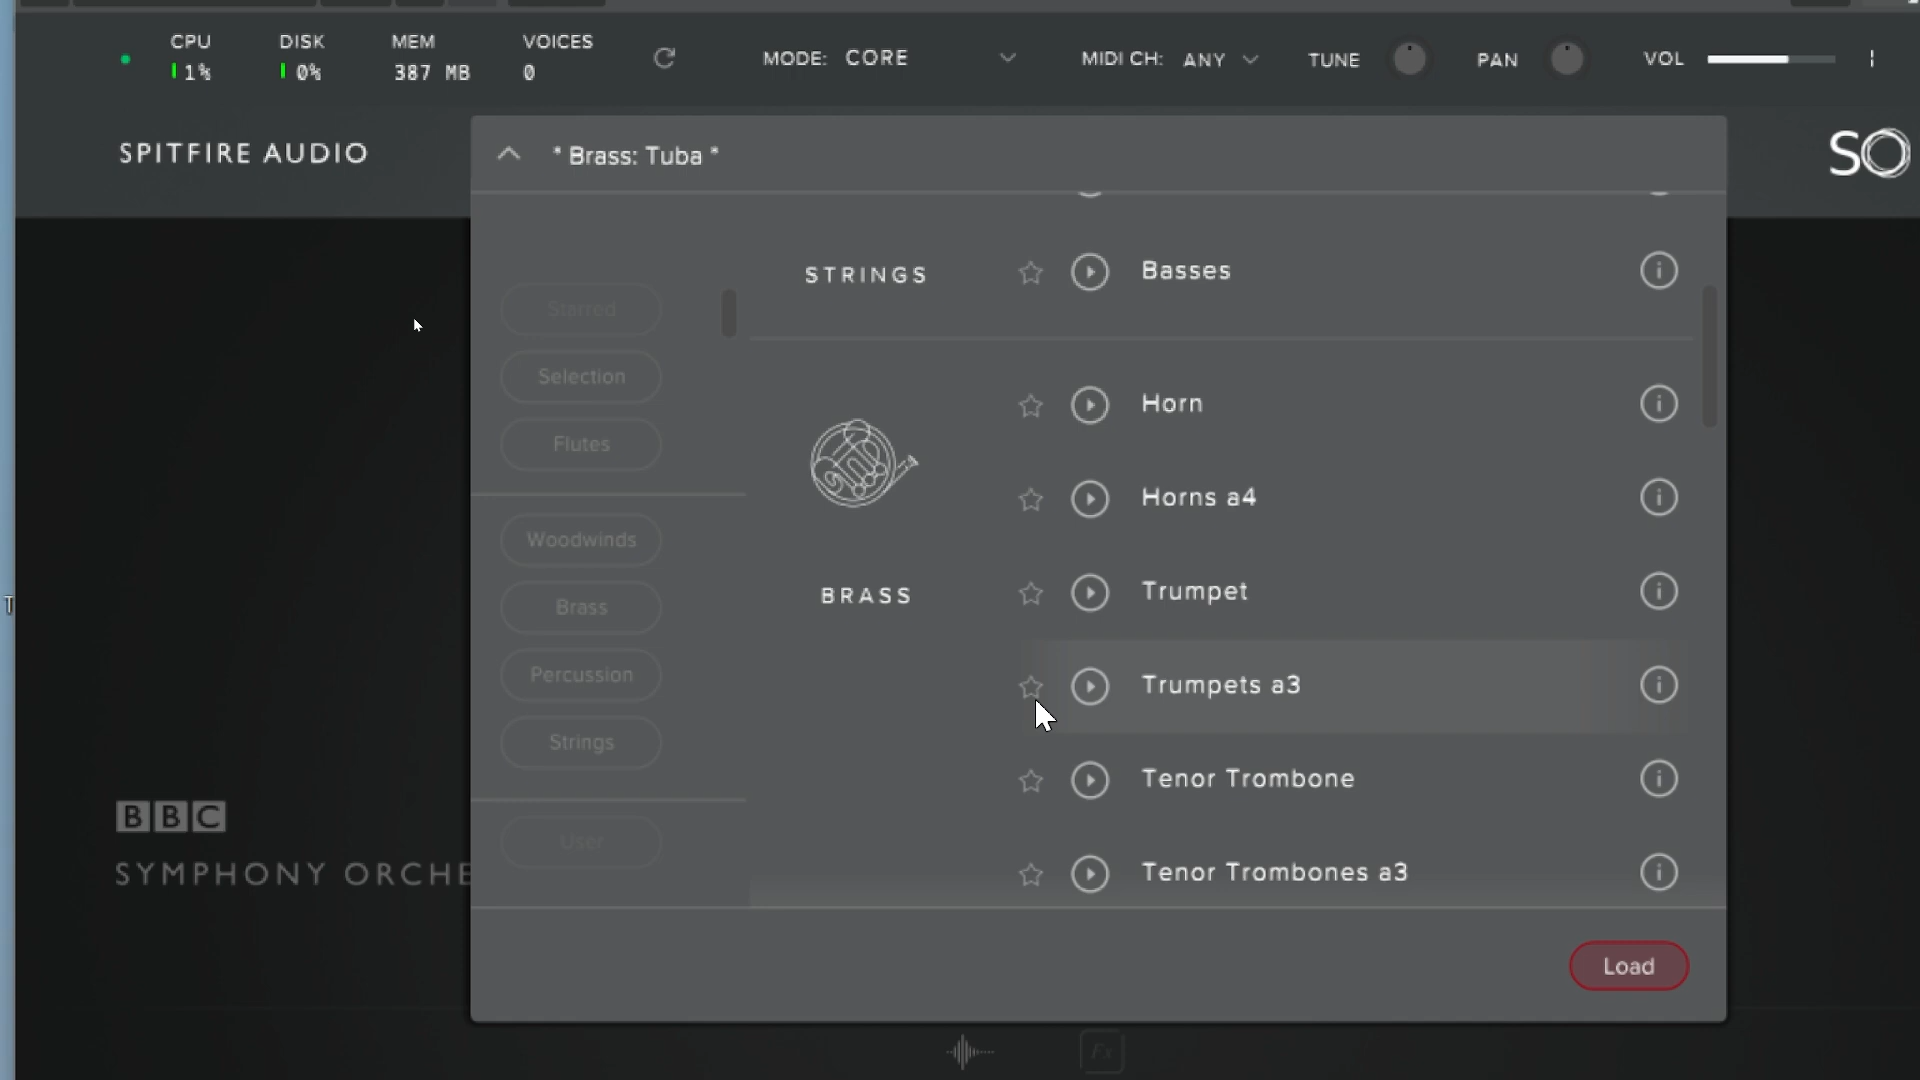 CPU DISK MEM VOICES
1% 0% 387 MB 0
MODE: CORE MIDI CH: ANY TUNE PAN VOL
SPITFIRE AUDIO
* Brass: Tuba *
SO
STRINGS
Basses
Starred
Selection
Flutes
Woodwinds
Brass
Percussion
Strings
User
Horn
Horns a4
BRASS
Trumpet
Trumpets a3
Tenor Trombone
Tenor Trombones a3
BBC
SYMPHONY ORCHE
Load
Fx
T